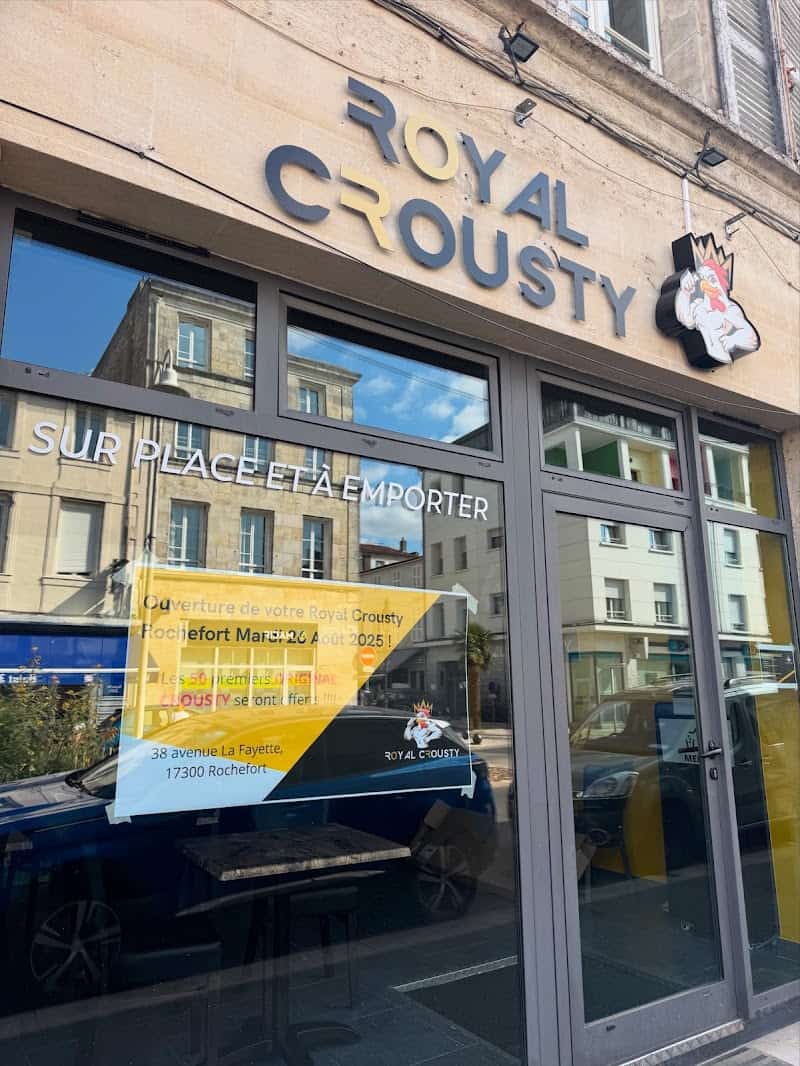 ROYAL
CROUSTY
SUR PLACE ET À EMPORTER
Ouverture de votre Royal Crousty
Rochefort Mardi 26 Août 2025 !
Les 50 premiers ORIGINAL
CROUSTY seront offerts !!!!
38 avenue La Fayette,
17300 Rochefort
ROYAL CROUSTY